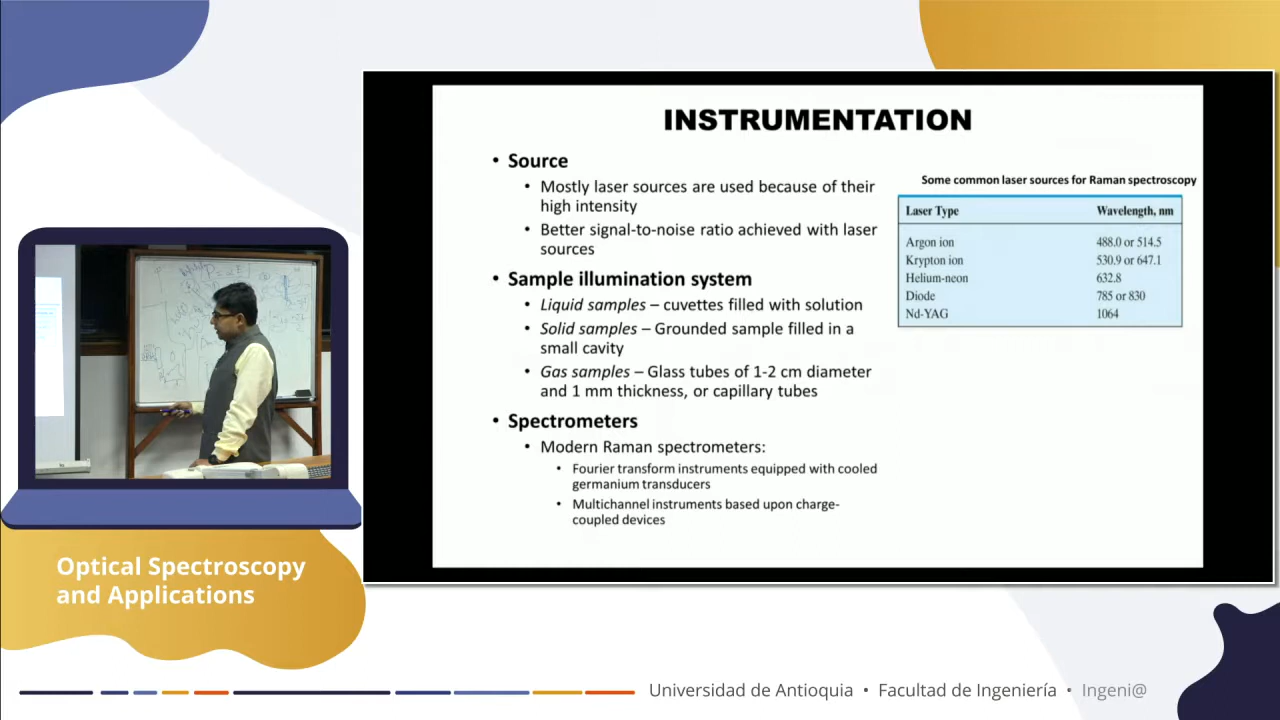 INSTRUMENTATION
• Source
• Mostly laser sources are used because of their
high intensity
• Better signal-to-noise ratio achieved with laser
sources
• Sample illumination system
• Liquid samples – cuvettes filled with solution
• Solid samples – Grounded sample filled in a
small cavity
• Gas samples – Glass tubes of 1-2 cm diameter
and 1 mm thickness, or capillary tubes
• Spectrometers
• Modern Raman spectrometers:
• Fourier transform instruments equipped with cooled
germanium transducers
• Multichannel instruments based upon charge-
coupled devices
Some common laser sources for Raman spectroscopy
Laser Type Wavelength, nm
Argon ion 488.0 or 514.5
Krypton ion 530.9 or 647.1
Helium-neon 632.8
Diode 785 or 830
Nd-YAG 1064
Optical Spectroscopy
and Applications
Universidad de Antioquia • Facultad de Ingeniería • Ingeni@